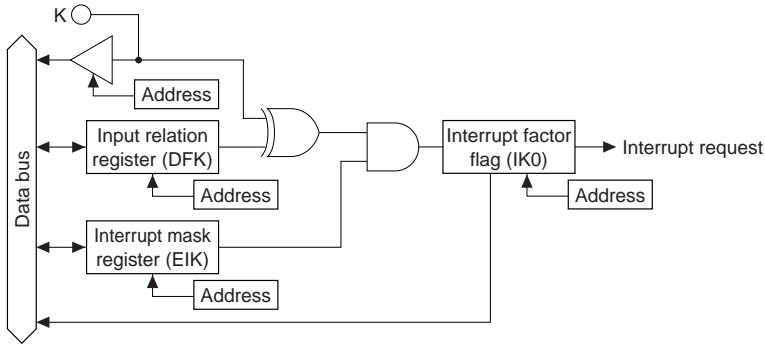 K
Address
Input relation
register (DFK)
Address
Interrupt mask
register (EIK)
Address
Data bus
Interrupt factor
flag (IK0)
Address
Interrupt request